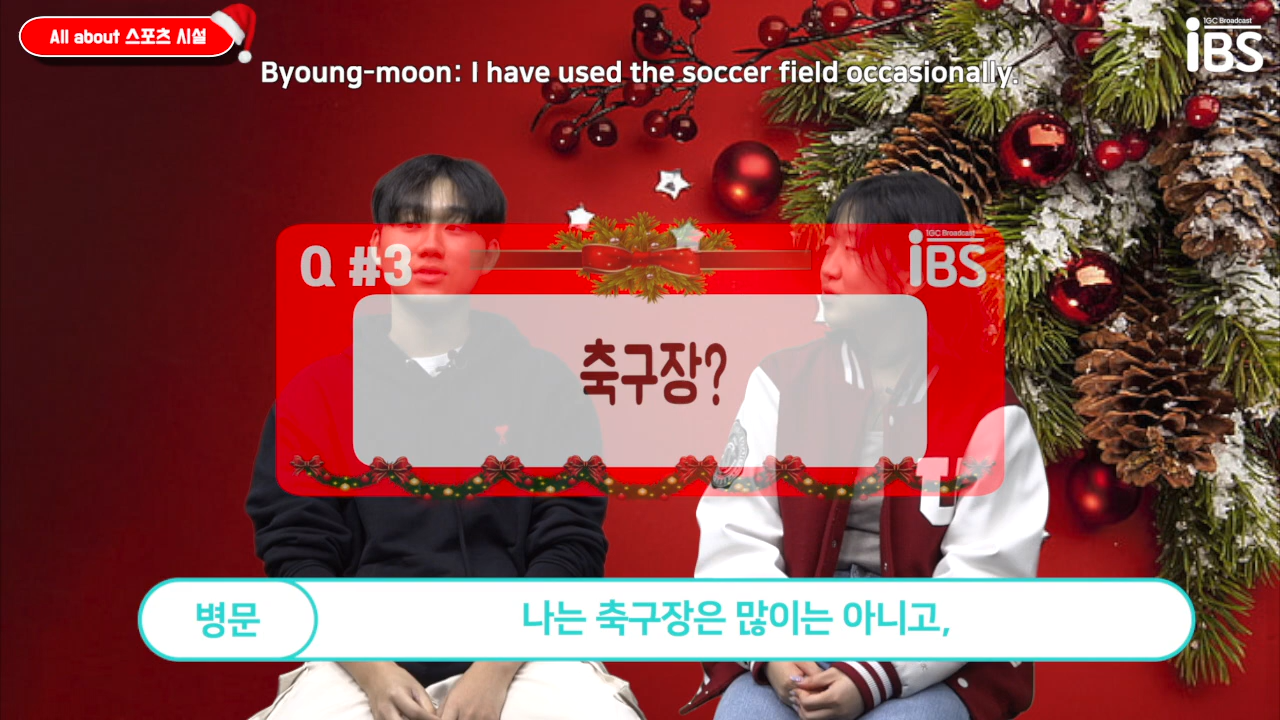 All about 스포츠 시설
IGC Broadcast
iBS
Byoung-moon: I have used the soccer field occasionally.
Q #3
IGC Broadcast
iBS
축구장?
병문
나는 축구장은 많이는 아니고,